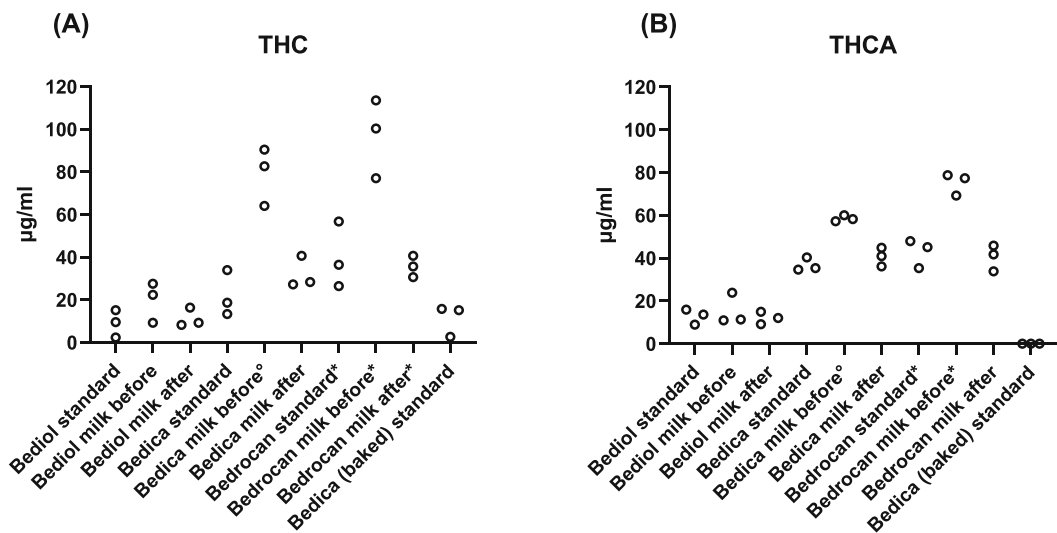 (A)
THC
120
100
80
60
40
20
0
µg/ml
Bediol standard
Bediol milk before
Bediol milk after
Bedica standard
Bedica milk before°
Bedica milk after
Bedrocan standard*
Bedrocan milk before*
Bedrocan milk after*
Bedica (baked) standard
(B)
THCA
120
100
80
60
40
20
0
µg/ml
Bediol standard
Bediol milk before
Bediol milk after
Bedica standard
Bedica milk before°
Bedica milk after
Bedrocan standard*
Bedrocan milk before*
Bedrocan milk after
Bedica (baked) standard